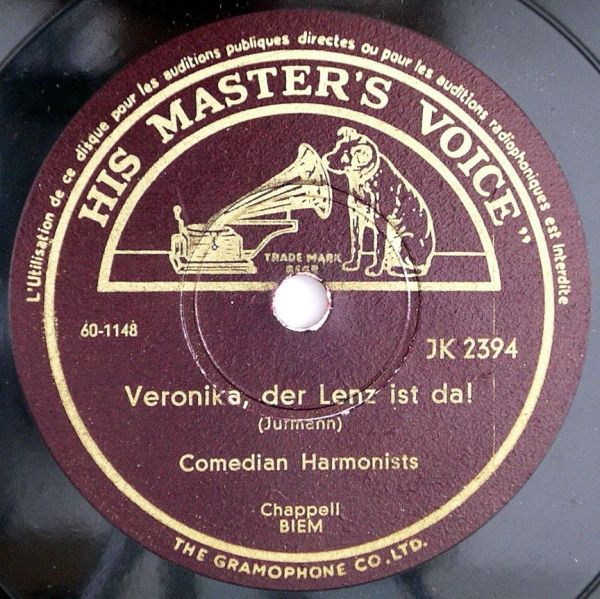 L'Utilisation de ce disque pour les auditions publiques directes ou pour les auditions radiophoniques est Interdite
HIS MASTER'S VOICE"
TRADE MARK
REGD
60-1148
JK 2394
Veronika, der Lenz ist da!
(Jurmann)
Comedian Harmonists
Chappell
BIEM
THE GRAMOPHONE CO. LTD.